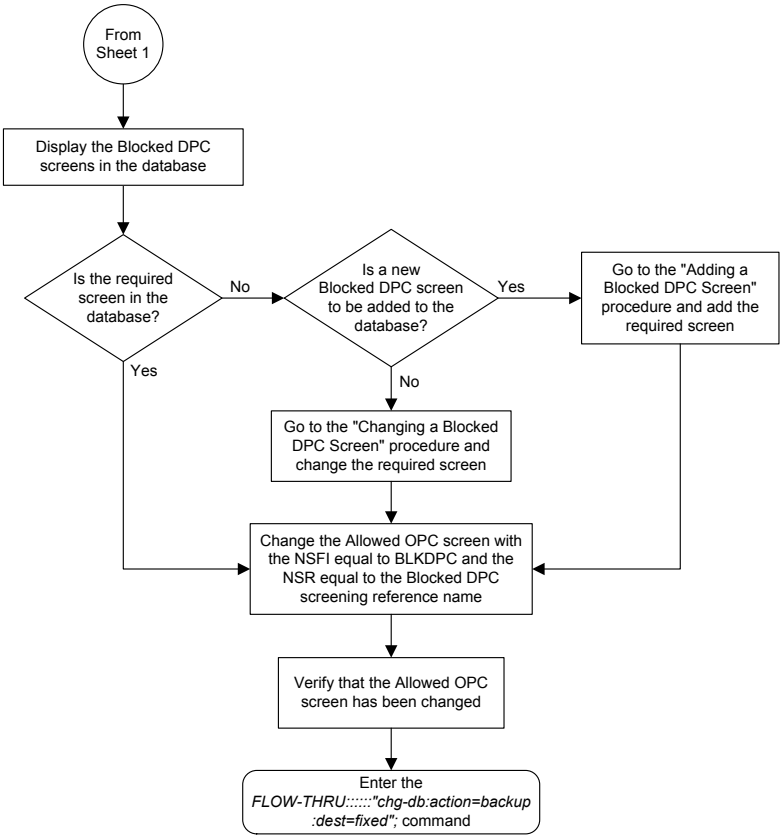 From
Sheet 1
Display the Blocked DPC
screens in the database
Is the required
screen in the
database?
No
Yes
Is a new
Blocked DPC screen
to be added to the
database?
Yes
No
Go to the "Adding a
Blocked DPC Screen"
procedure and add the
required screen
Go to the "Changing a Blocked
DPC Screen" procedure and
change the required screen
Change the Allowed OPC screen with
the NSFI equal to BLKDPC and the
NSR equal to the Blocked DPC
screening reference name
Verify that the Allowed OPC
screen has been changed
Enter the
FLOW-THRU::::::"chg-db:action=backup
:dest=fixed"; command